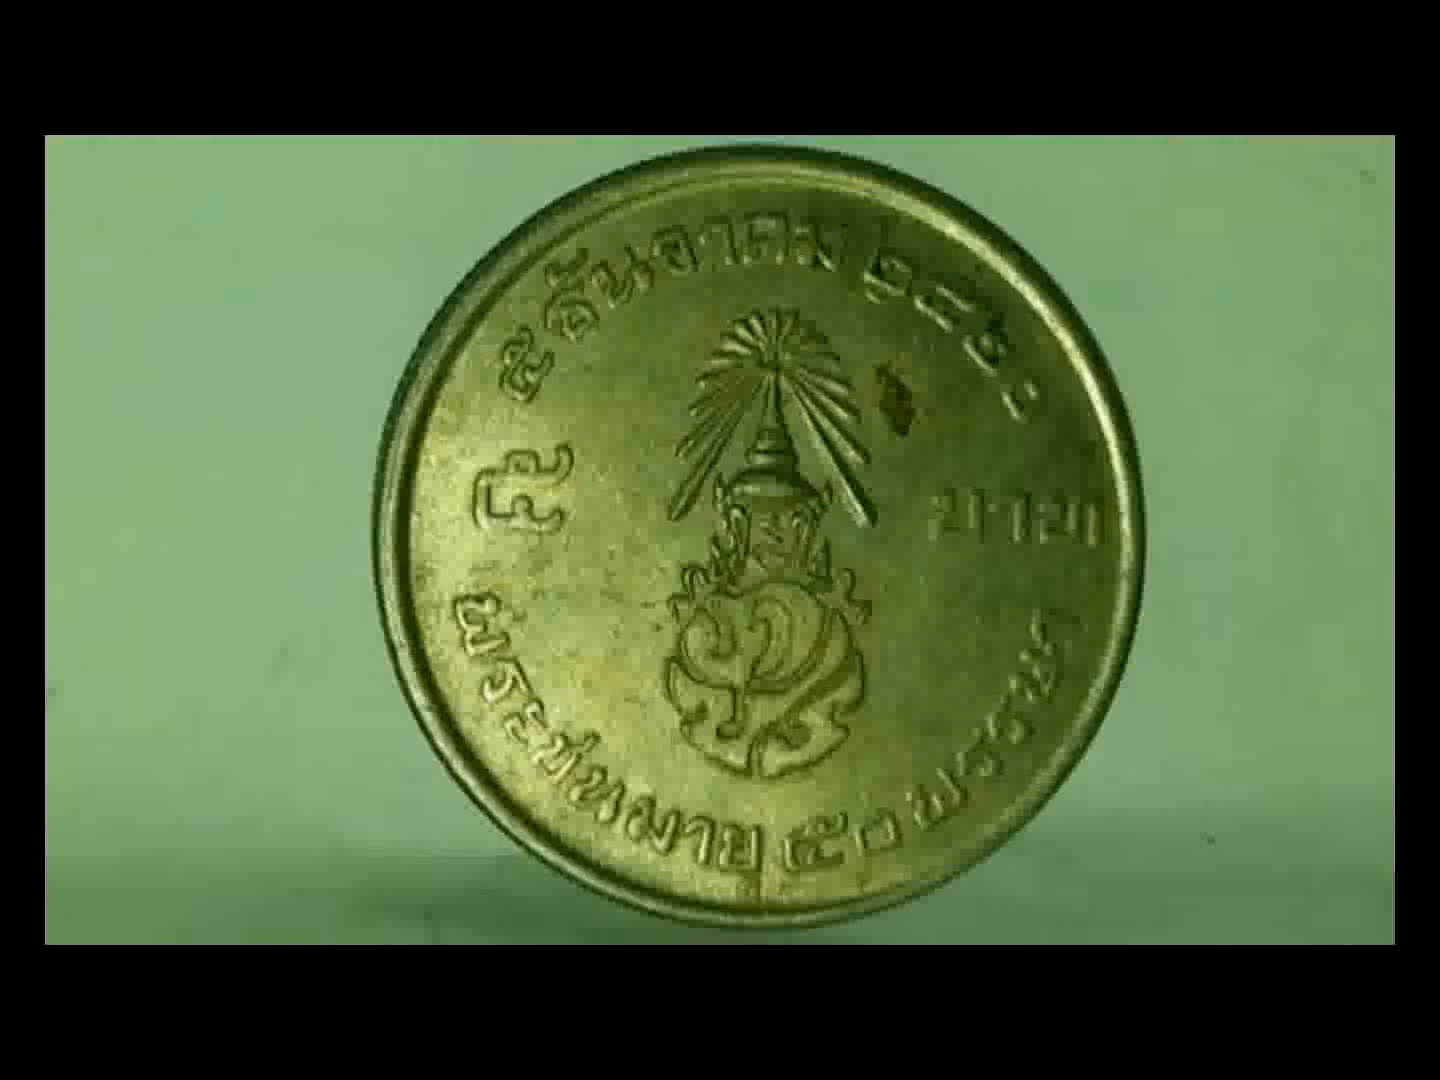 ๕ ธันวาคม ๒๕๒๐
๕ บาท
พระชนมายุ ๕๐ พรรษา